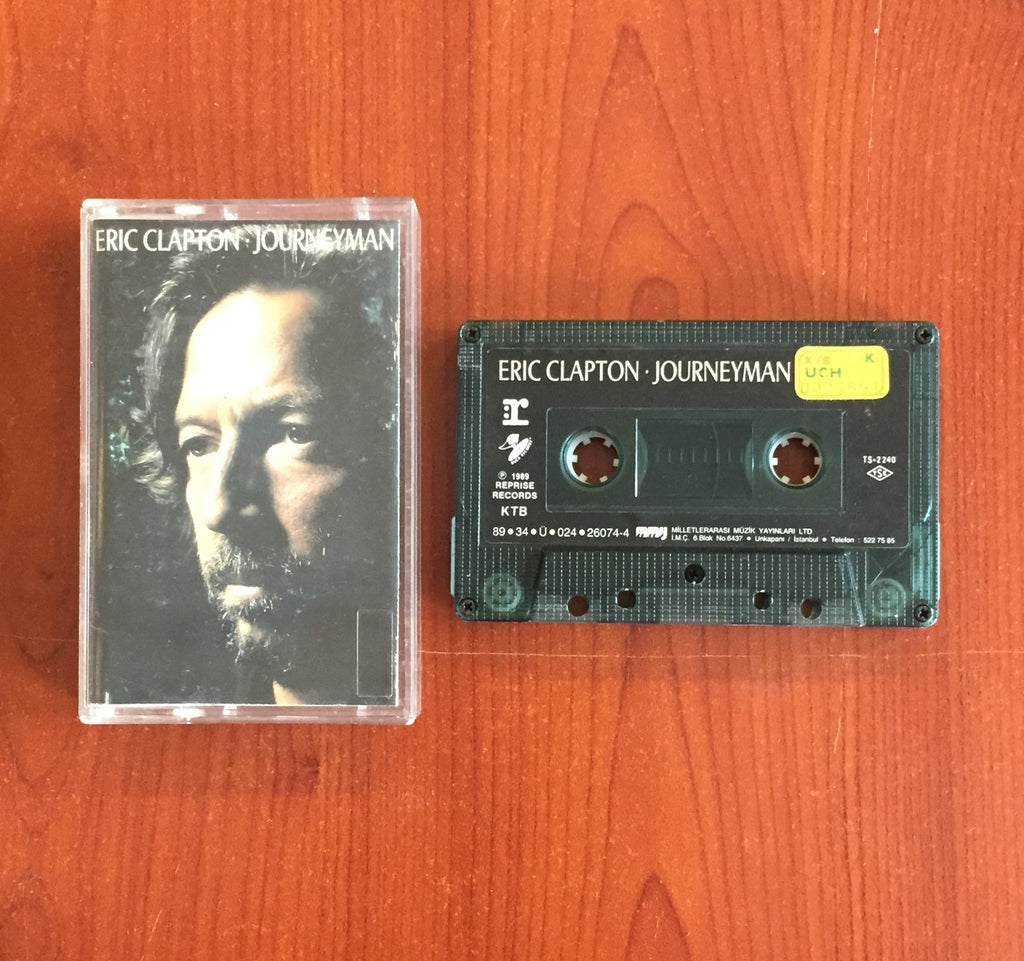 ERIC CLAPTON · JOURNEYMAN
ERIC CLAPTON · JOURNEYMAN
K
UCH
r
℗ 1989
REPRISE
RECORDS
KTB
TS-2240
TSE
89 • 34 • Ü • 024 • 26074-4
MİLLETLERARASI MÜZİK YAYINLARI LTD
İ.M.Ç. 6.Blok No.6437 • Unkapanı / İstanbul • Telefon : 522 75 85